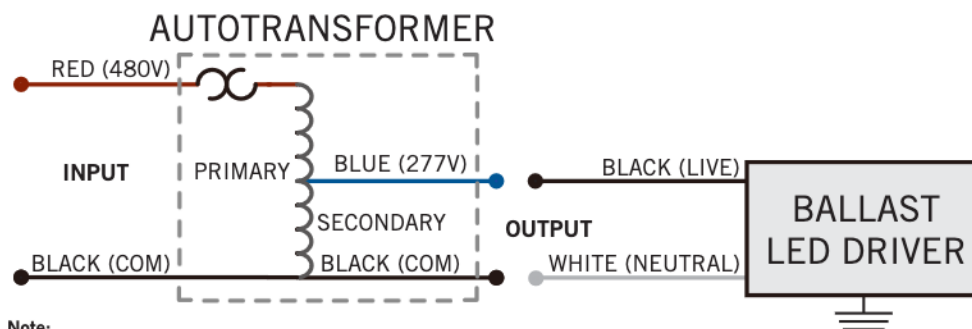 AUTOTRANSFORMER
RED (480V)
INPUT
PRIMARY
BLUE (277V)
BLACK (LIVE)
SECONDARY
OUTPUT
BALLAST
LED DRIVER
BLACK (COM)
BLACK (COM)
WHITE (NEUTRAL)
Note: